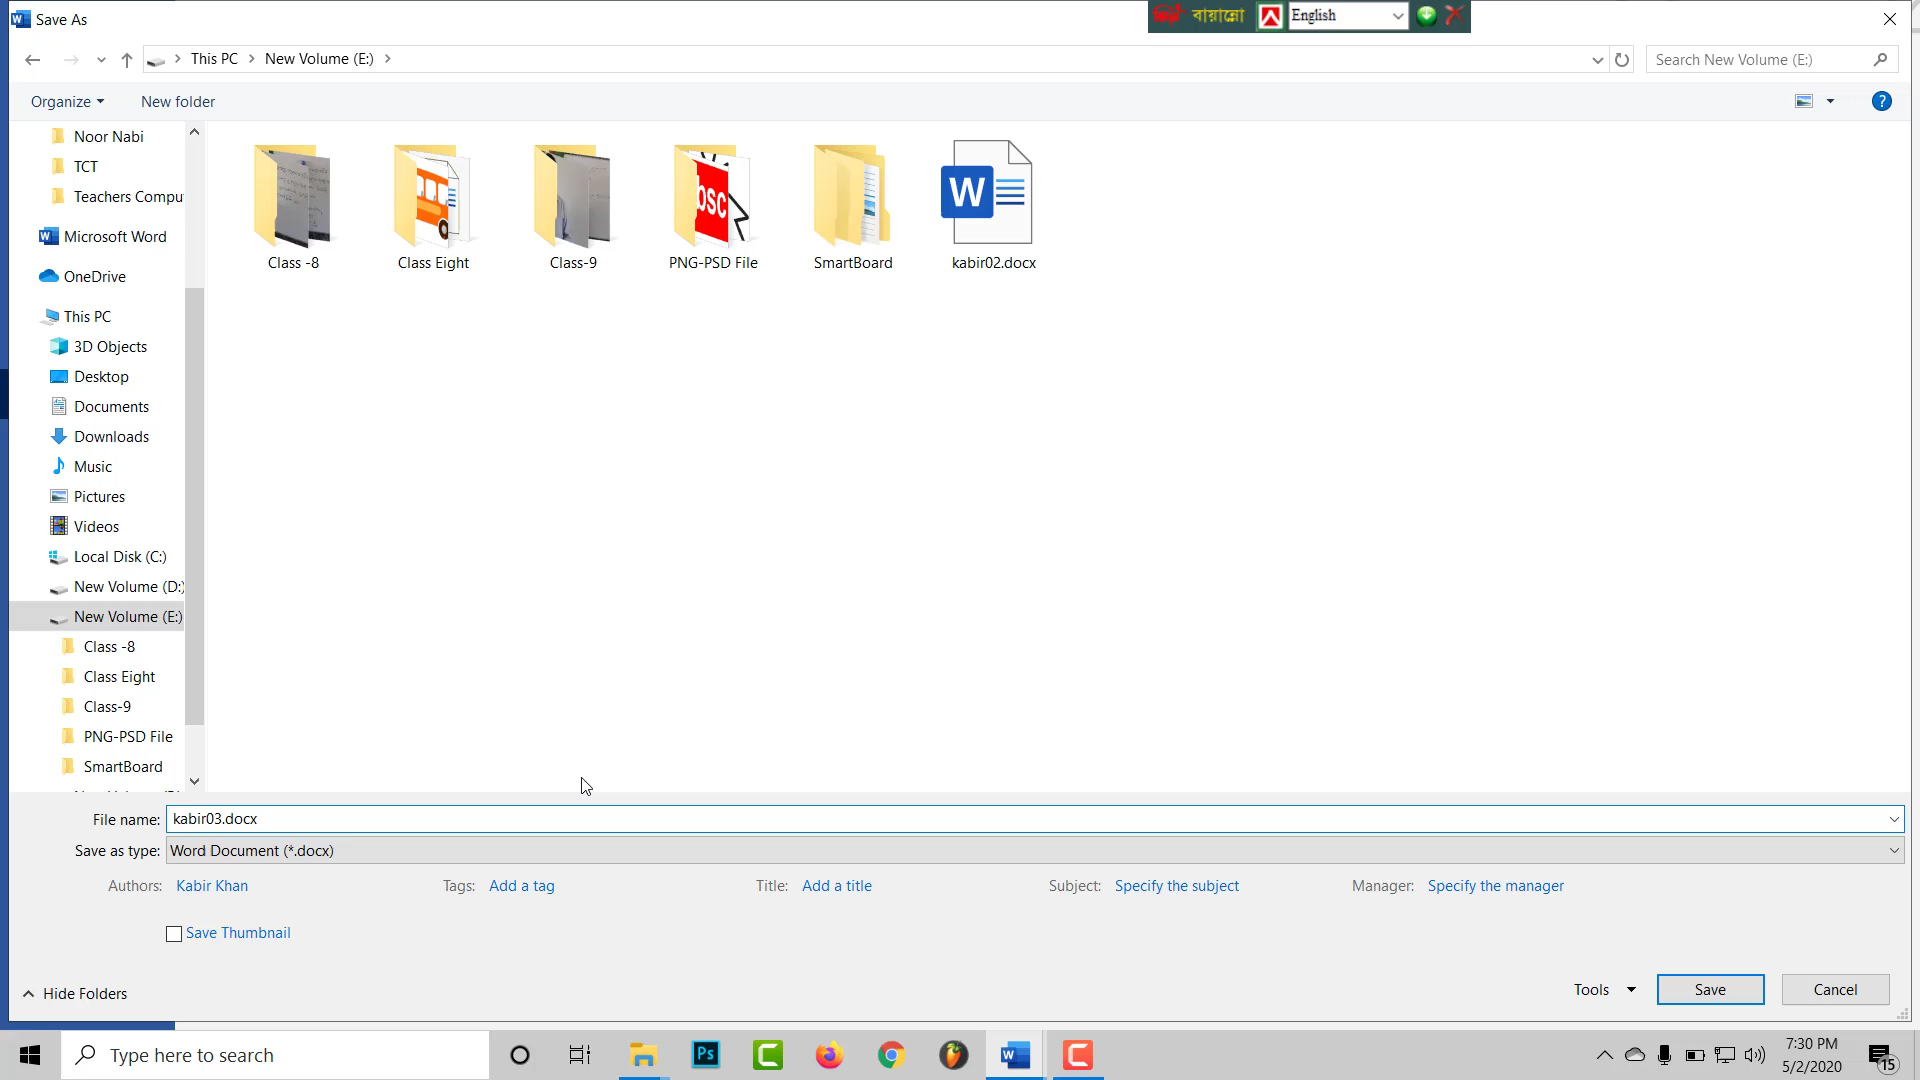 Save As
বায়ান্নো
English
This PC
New Volume (E:)
Search New Volume (E:)
Organize
New folder
?
Noor Nabi
TCT
Teachers Compu
Microsoft Word
OneDrive
This PC
3D Objects
Desktop
Documents
Downloads
Music
Pictures
Videos
Local Disk (C:)
New Volume (D:)
New Volume (E:)
Class -8
Class Eight
Class-9
PNG-PSD File
SmartBoard
bsc
W
Class -8
Class Eight
Class-9
PNG-PSD File
SmartBoard
kabir02.docx
File name: kabir03.docx
Save as type: Word Document (*.docx)
Authors: Kabir Khan
Tags: Add a tag
Title: Add a title
Subject: Specify the subject
Manager: Specify the manager
Save Thumbnail
Hide Folders
Tools
Save
Cancel
Type here to search
Ps
W
7:30 PM
5/2/2020
15